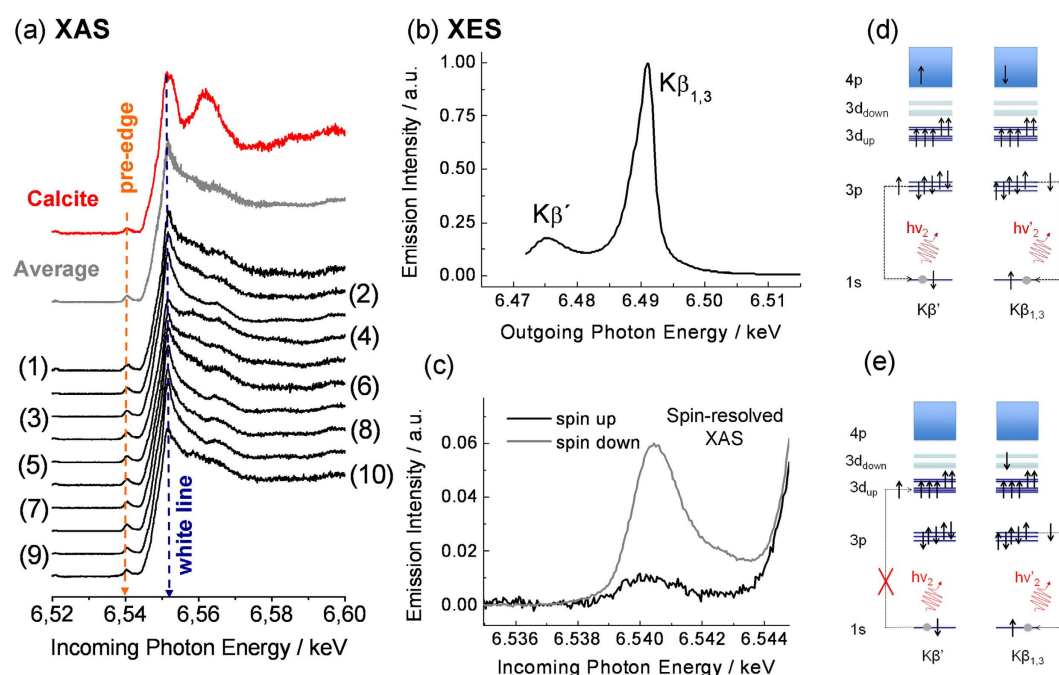 (a) XAS
Calcite
Average
pre-edge
white line
(1)
(2)
(3)
(4)
(5)
(6)
(7)
(8)
(9)
(10)
6,52 6,54 6,56 6,58 6,60
Incoming Photon Energy / keV
(b) XES
Emission Intensity / a.u.
1.00
0.75
0.50
0.25
0.00
Kβ1,3
Kβ´
6.47 6.48 6.49 6.50 6.515
Outgoing Photon Energy / keV
(c)
spin up
spin down
Spin-resolved
XAS
Emission Intensity / a.u.
0.06
0.04
0.02
0.00
6.536 6.538 6.540 6.542 6.544
Incoming Photon Energy / keV
(d)
4p
3ddown
3dup
3p
hν2 hν'2
1s
Kβ' Kβ1,3
(e)
4p
3ddown
3dup
3p
hν2 hν'2
1s
Kβ' Kβ1,3